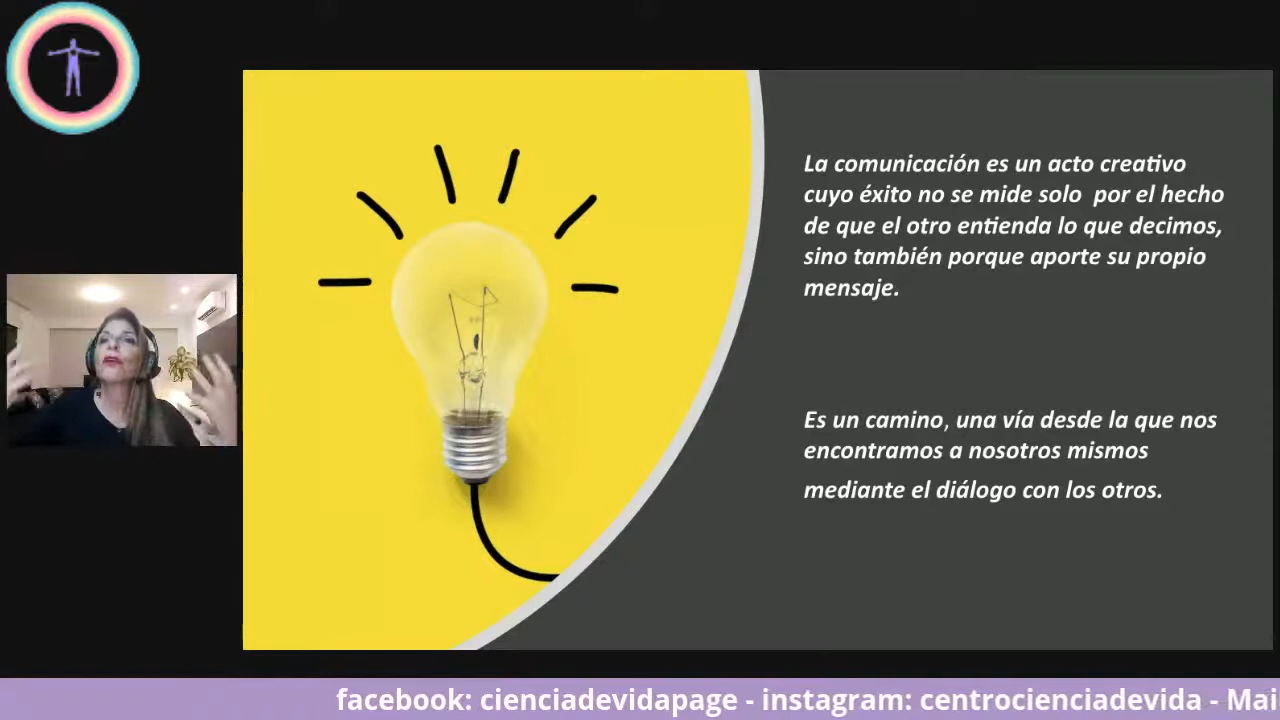 La comunicación es un acto creativo
cuyo éxito no se mide solo  por el hecho
de que el otro entienda lo que decimos,
sino también porque aporte su propio
mensaje.
Es un camino, una vía desde la que nos
encontramos a nosotros mismos
mediante el diálogo con los otros.
facebook: cienciadevidapage - instagram: centrocienciadevida - Mai